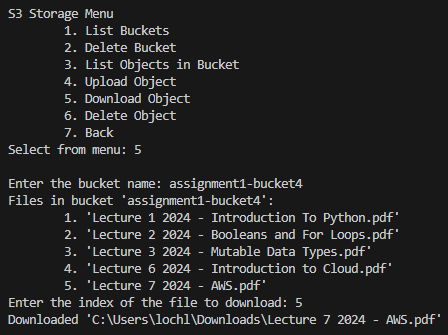 S3 Storage Menu
1. List Buckets
2. Delete Bucket
3. List Objects in Bucket
4. Upload Object
5. Download Object
6. Delete Object
7. Back
Select from menu: 5
Enter the bucket name: assignment1-bucket4
Files in bucket 'assignment1-bucket4':
1. 'Lecture 1 2024 - Introduction To Python.pdf'
2. 'Lecture 2 2024 - Booleans and For Loops.pdf'
3. 'Lecture 3 2024 - Mutable Data Types.pdf'
4. 'Lecture 6 2024 - Introduction to Cloud.pdf'
5. 'Lecture 7 2024 - AWS.pdf'
Enter the index of the file to download: 5
Downloaded 'C:\Users\lochl\Downloads\Lecture 7 2024 - AWS.pdf'